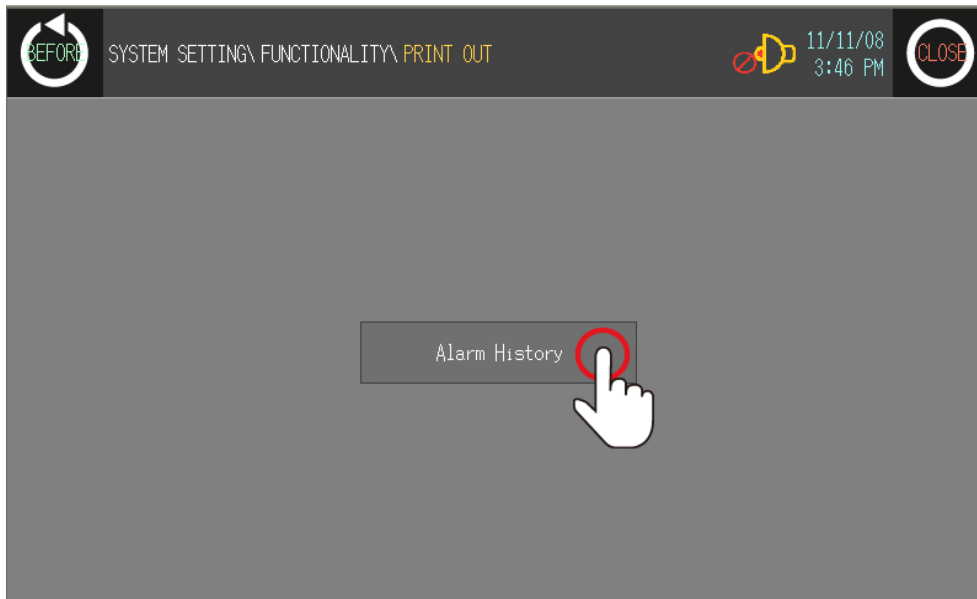 BEFORE
SYSTEM SETTING\ FUNCTIONALITY\ PRINT OUT
11/11/08
3:46 PM
CLOSE
Alarm History